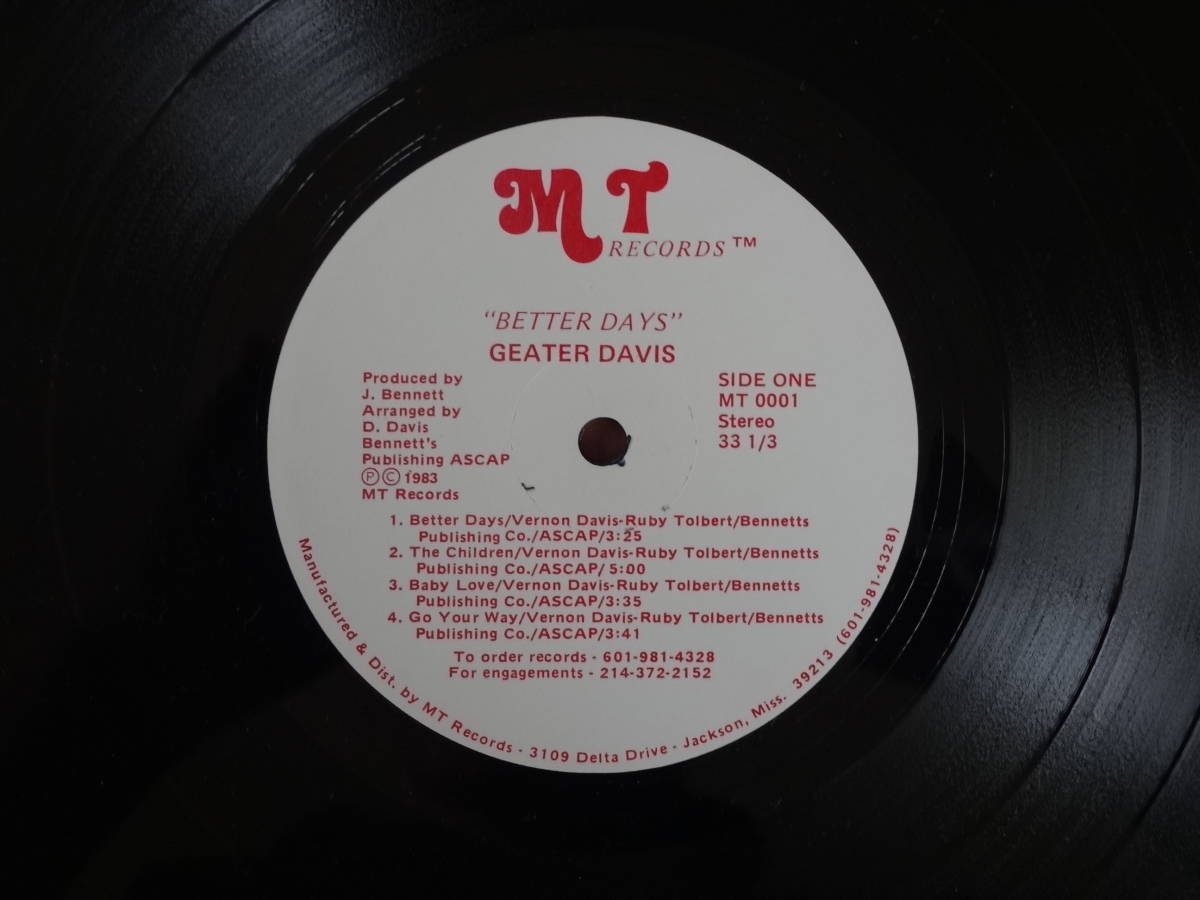 MT
RECORDS™
"BETTER DAYS"
GEATER DAVIS
Produced by
J. Bennett
Arranged by
D. Davis
Bennett's
Publishing ASCAP
ⓅⒸ 1983
MT Records
SIDE ONE
MT 0001
Stereo
33 1/3
1. Better Days/Vernon Davis-Ruby Tolbert/Bennetts
Publishing Co./ASCAP/3:25
2. The Children/Vernon Davis-Ruby Tolbert/Bennetts
Publishing Co./ASCAP/ 5:00
3. Baby Love/Vernon Davis-Ruby Tolbert/Bennetts
Publishing Co./ASCAP/3:35
4. Go Your Way/Vernon Davis-Ruby Tolbert/Bennetts
Publishing Co./ASCAP/3:41
To order records - 601-981-4328
For engagements - 214-372-2152
Manufactured & Dist. by MT Records - 3109 Delta Drive - Jackson, Miss. 39213 (601-981-4328)